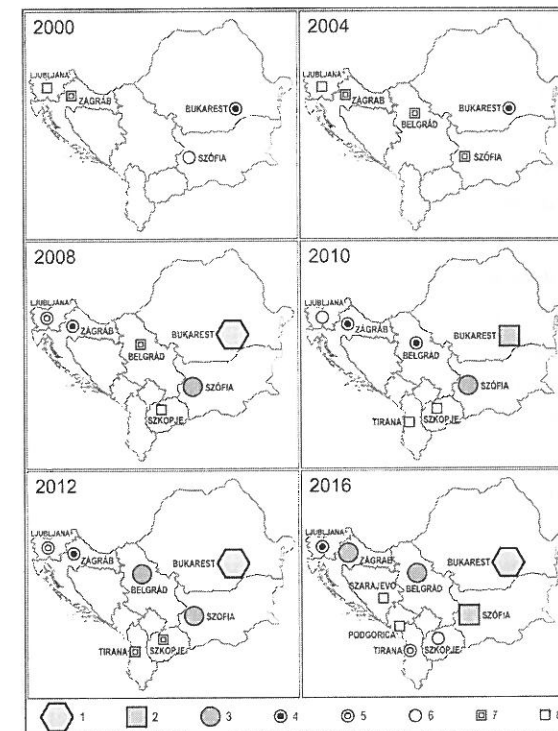 2000
LJUBLJANA
ZÁGRÁB
BUKAREST
SZÓFIA
2004
LJUBLJANA
ZÁGRÁB
BELGRÁD
BUKAREST
SZÓFIA
2008
LJUBLJANA
ZÁGRÁB
BELGRÁD
BUKAREST
SZÓFIA
SZKOPJE
2010
LJUBLJANA
ZÁGRÁB
BELGRÁD
BUKAREST
SZÓFIA
TIRANA
SZKOPJE
2012
LJUBLJANA
ZÁGRÁB
BELGRÁD
BUKAREST
SZÓFIA
TIRANA
SZKOPJE
2016
LJUBLJANA
ZÁGRÁB
BELGRÁD
BUKAREST
SZARAJEVO
SZÓFIA
PODGORICA
TIRANA
SZKOPJE
1 2 3 4 5 6 7 8